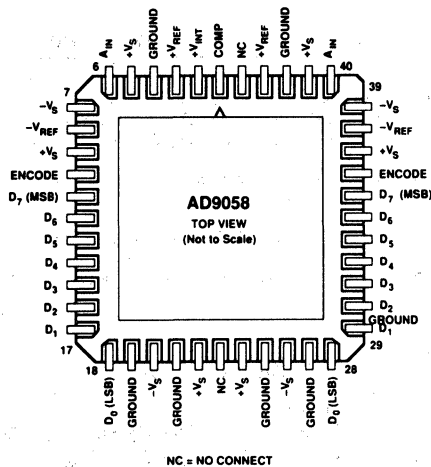 A_IN
+V_S
GROUND
+V_REF
+V_INT
COMP
NC
+V_REF
GROUND
+V_S
A_IN
6
40
7
39
-V_S
-V_REF
+V_S
ENCODE
D_7 (MSB)
D_6
D_5
D_4
D_3
D_2
D_1
AD9058
TOP VIEW
(Not to Scale)
-V_S
-V_REF
+V_S
ENCODE
D_7 (MSB)
D_6
D_5
D_4
D_3
D_2
GROUND
D_1
17
29
18
28
D_0 (LSB)
GROUND
-V_S
GROUND
+V_S
NC
+V_S
GROUND
-V_S
GROUND
D_0 (LSB)
NC = NO CONNECT